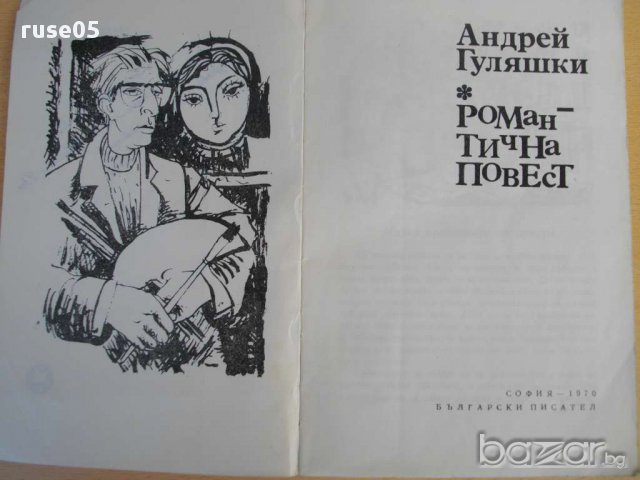 ruse05
Андрей
Гуляшки
*
Роман-
тична
повест
СОФИЯ — 1970
БЪЛГАРСКИ ПИСАТЕЛ
bazar.bg